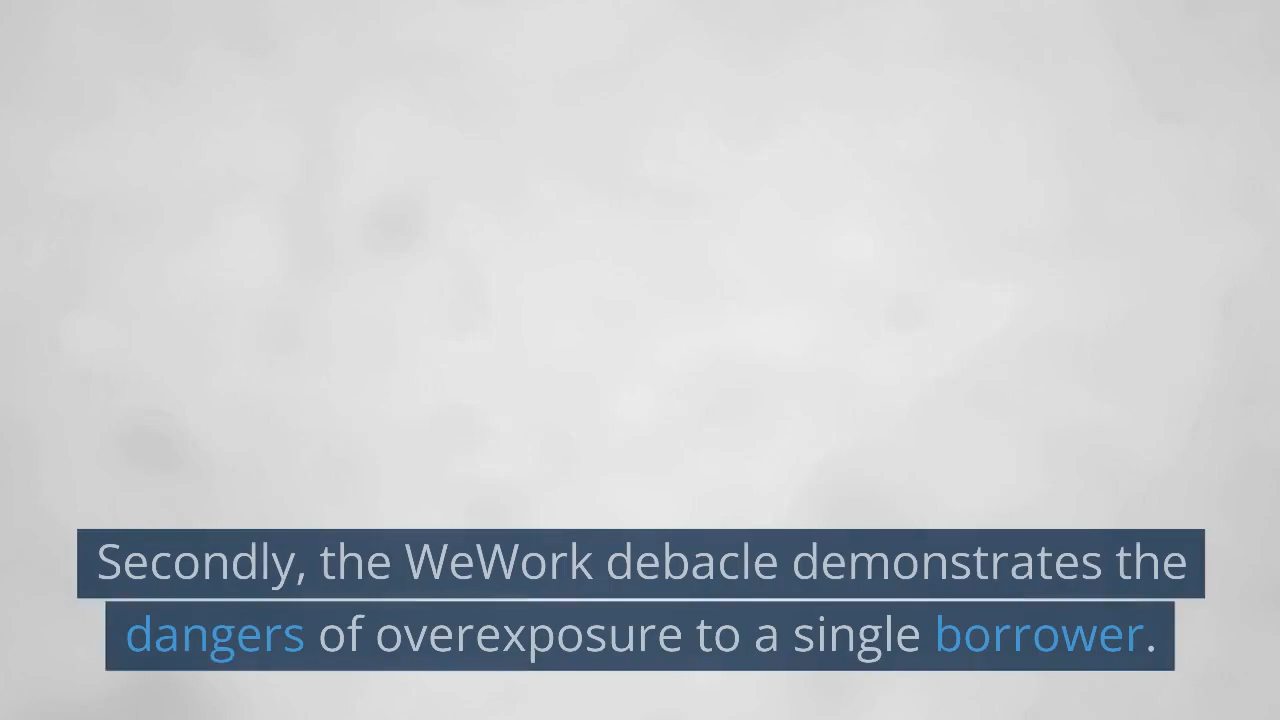 Secondly, the WeWork debacle demonstrates the
dangers of overexposure to a single borrower.